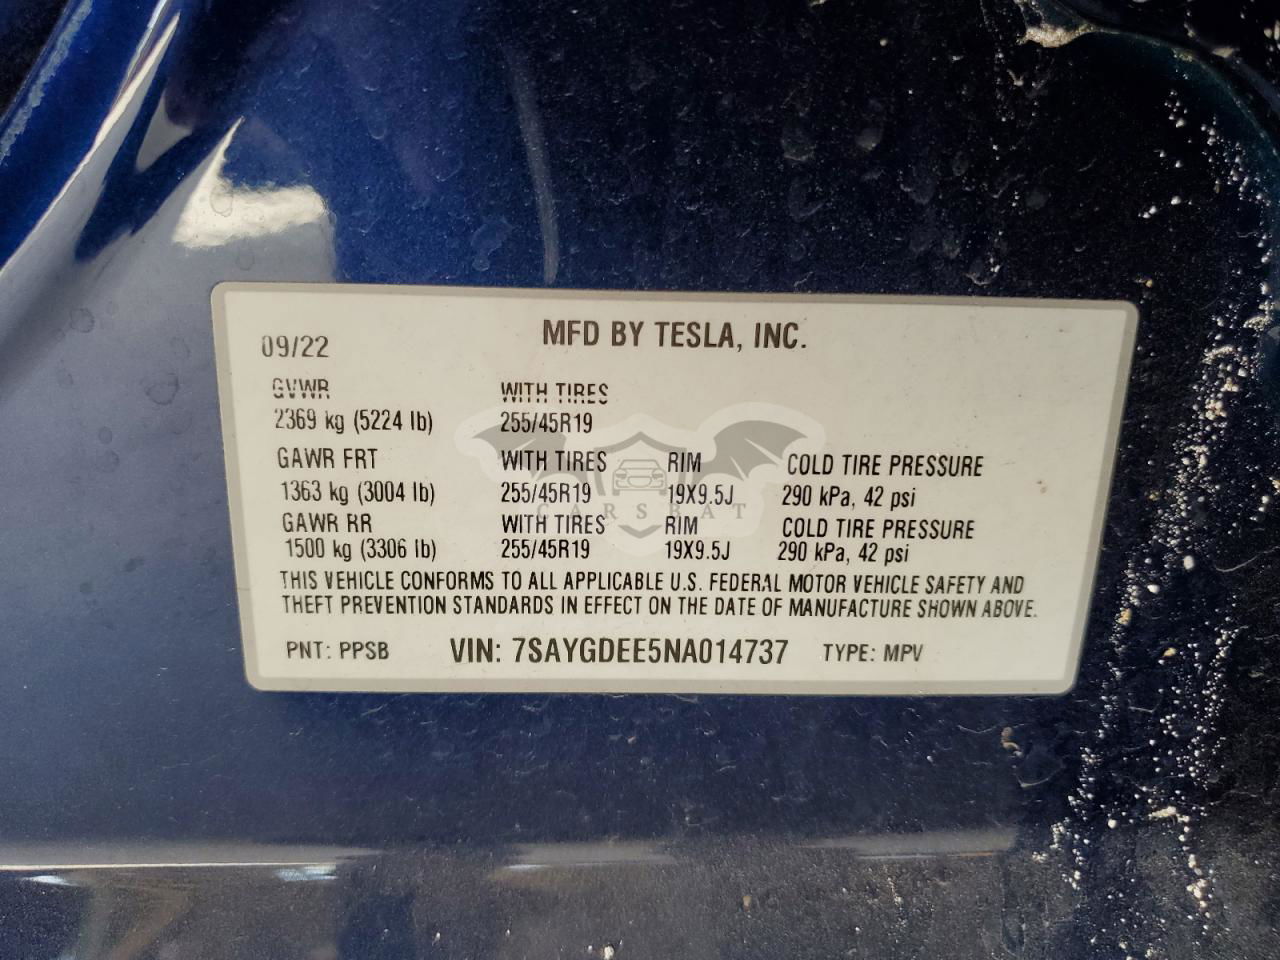 09/22 MFD BY TESLA, INC.
GVWR WITH TIRES
2369 kg (5224 lb) 255/45R19
GAWR FRT WITH TIRES RIM COLD TIRE PRESSURE
1363 kg (3004 lb) 255/45R19 19X9.5J 290 kPa, 42 psi
CARSBAT
GAWR RR WITH TIRES RIM COLD TIRE PRESSURE
1500 kg (3306 lb) 255/45R19 19X9.5J 290 kPa, 42 psi
THIS VEHICLE CONFORMS TO ALL APPLICABLE U.S. FEDERAL MOTOR VEHICLE SAFETY AND
THEFT PREVENTION STANDARDS IN EFFECT ON THE DATE OF MANUFACTURE SHOWN ABOVE.
PNT: PPSB VIN: 7SAYGDEE5NA014737 TYPE: MPV